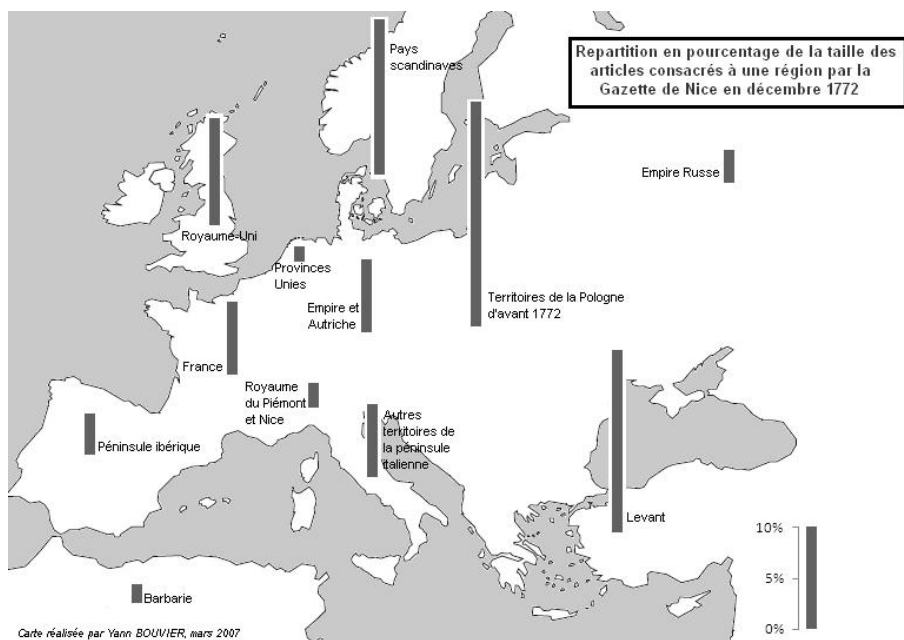 Repartition en pourcentage de la taille des
articles consacrés à une région par la
Gazette de Nice en décembre 1772
Pays
scandinaves
Empire Russe
Royaume-Uni
Provinces
Unies
Empire et
Autriche
Territoires de la Pologne
d'avant 1772
France
Royaume
du Piémont
et Nice
Autres
territoires de
la péninsule
italienne
Péninsule ibérique
Levant
10%
5%
0%
Barbarie
Carte réalisée par Yann BOUVIER, mars 2007